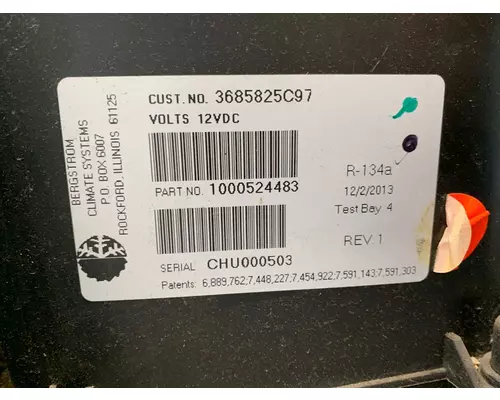 BERGSTROM
CLIMATE SYSTEMS
P.O. BOX 6007
ROCKFORD, ILLINOIS 61125
CUST. NO. 3685825C97
VOLTS 12VDC
PART NO. 1000524483
SERIAL CHU000503
R-134a
12/2/2013
Test Bay 4
REV. 1
Patents: 6,889,762;7,448,227;7,454,922;7,591,143;7,591,303